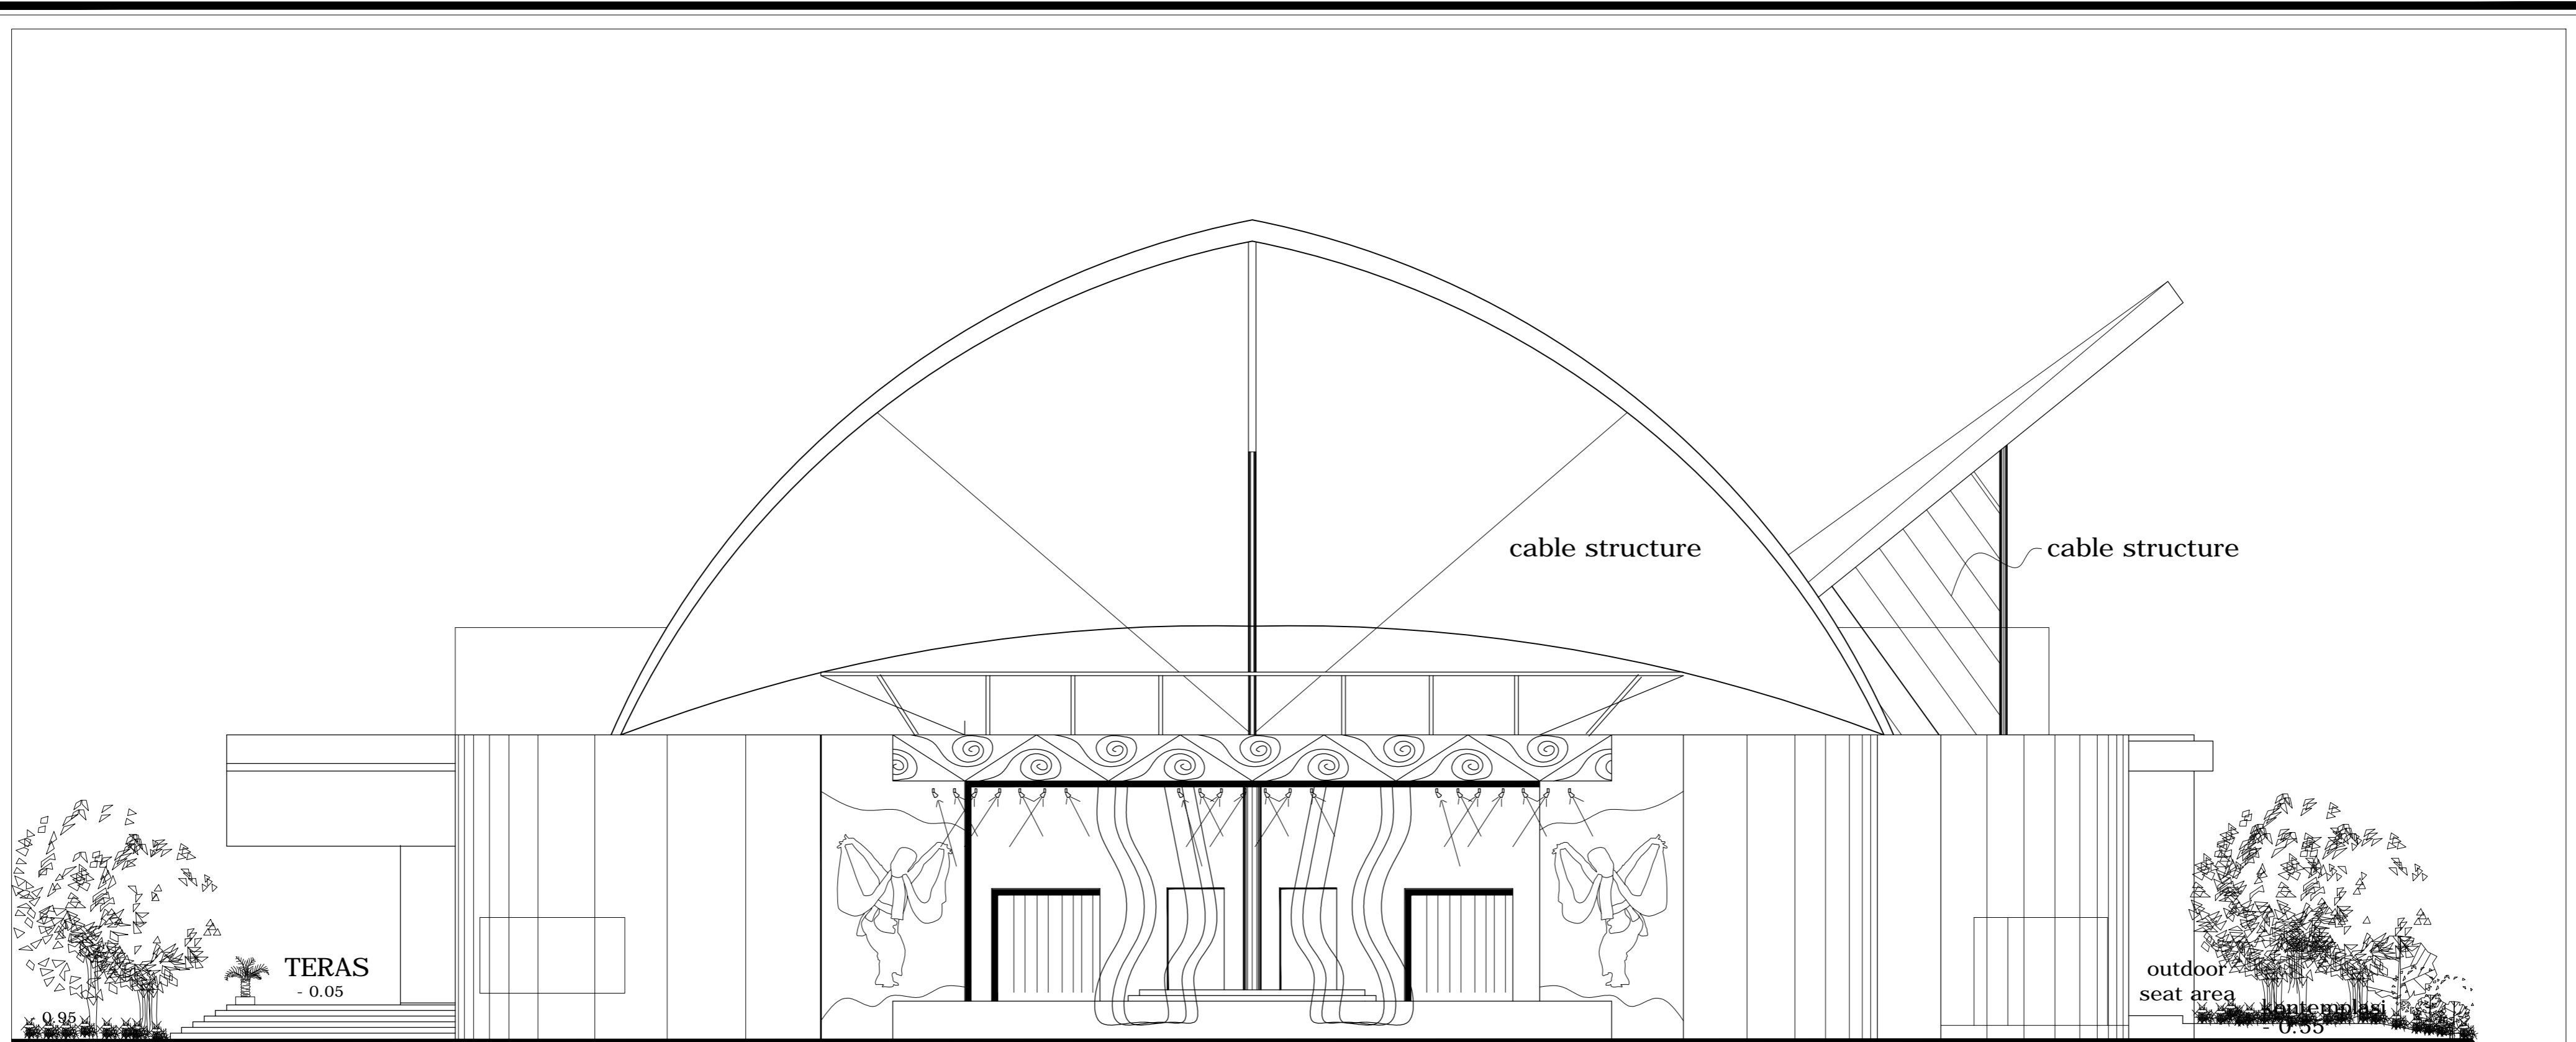 cable structure
cable structure
TERAS
- 0.05
- 0.95
outdoor
seat area
kontemplasi
- 0.55